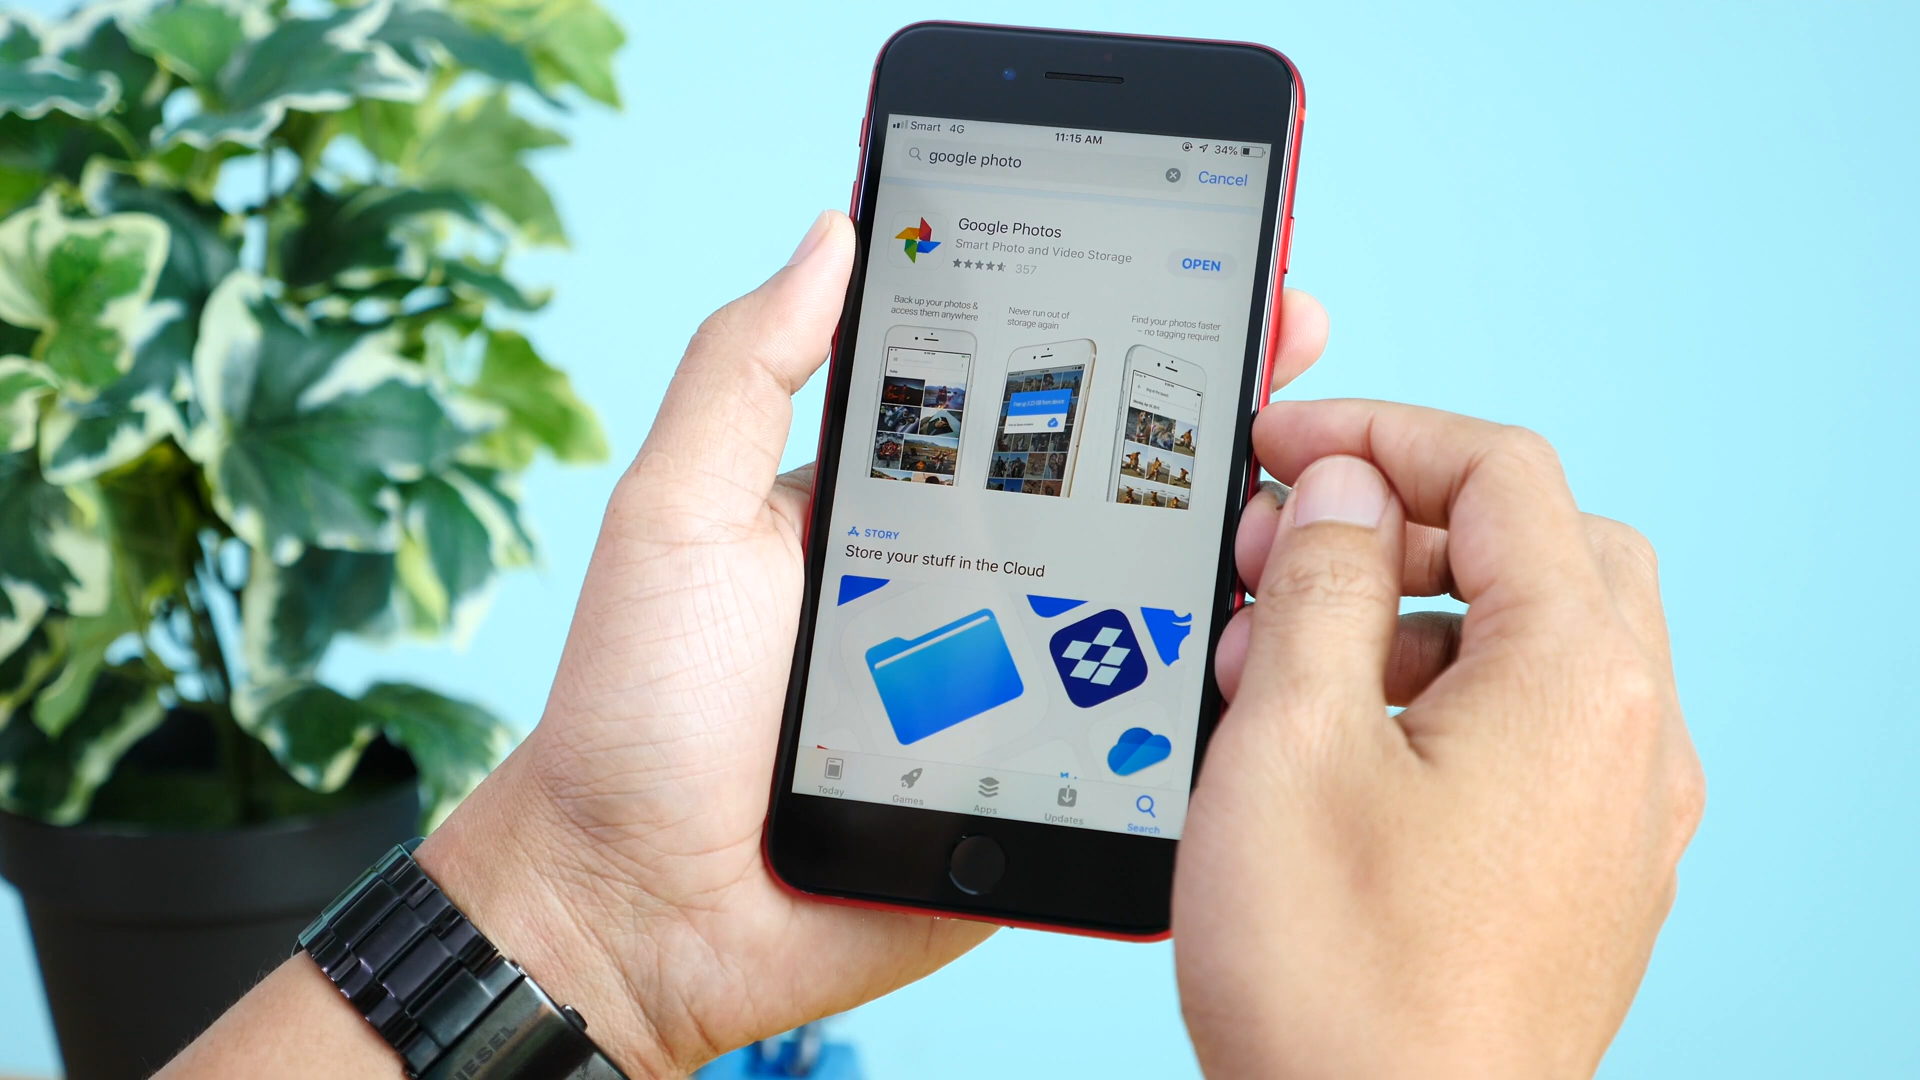 Smart 4G 11:15 AM 34%
google photo
Cancel
Google Photos
Smart Photo and Video Storage
357
OPEN
Back up your photos &
access them anywhere
Never run out of
storage again
Find your photos faster
– no tagging required
STORY
Store your stuff in the Cloud
Today Games Apps Updates Search